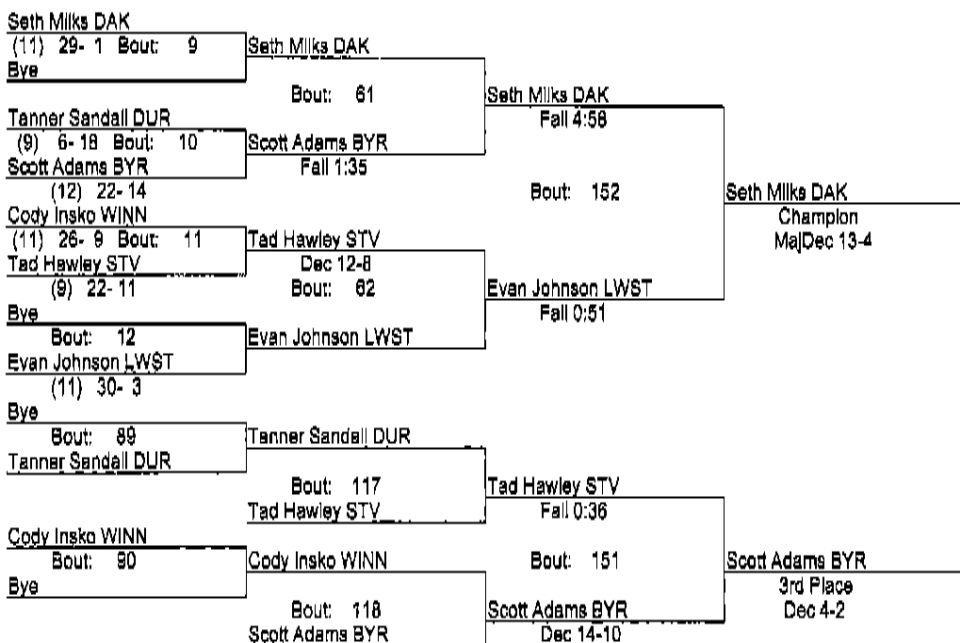 Seth Milks DAK
(11) 29- 1 Bout: 9
Bye
Seth Milks DAK
Bout: 61
Tanner Sandall DUR
(9) 6- 18 Bout: 10
Scott Adams BYR
(12) 22- 14
Scott Adams BYR
Fall 1:35
Seth Milks DAK
Fall 4:58
Cody Insko WINN
(11) 26- 9 Bout: 11
Tad Hawley STV
(9) 22- 11
Tad Hawley STV
Dec 12-8
Bout: 62
Bye
Bout: 12
Evan Johnson LWST
(11) 30- 3
Evan Johnson LWST
Evan Johnson LWST
Fall 0:51
Bout: 152
Seth Milks DAK
Champion
MajDec 13-4
Bye
Bout: 89
Tanner Sandall DUR
Tanner Sandall DUR
Bout: 117
Tad Hawley STV
Tad Hawley STV
Fall 0:36
Cody Insko WINN
Bout: 90
Bye
Cody Insko WINN
Bout: 118
Scott Adams BYR
Scott Adams BYR
Dec 14-10
Bout: 151
Scott Adams BYR
3rd Place
Dec 4-2